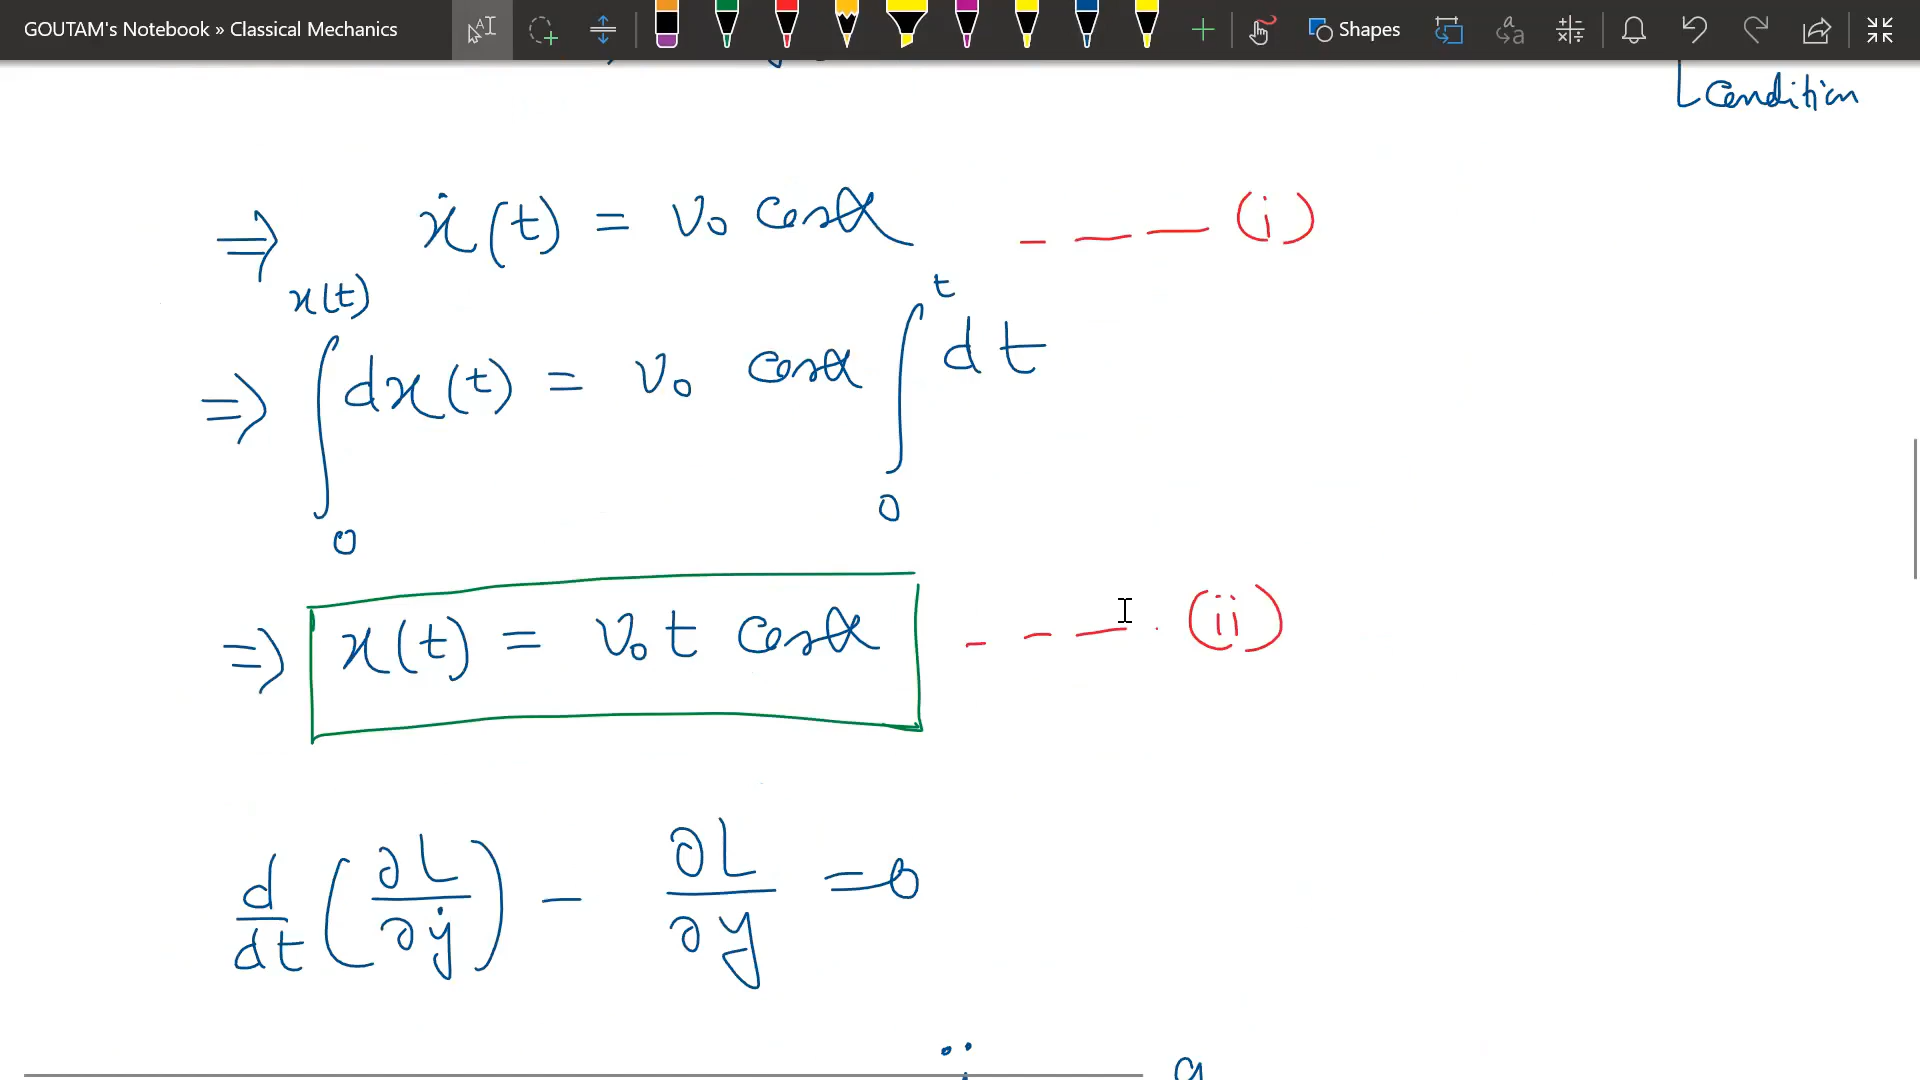 GOUTAM's Notebook » Classical Mechanics
Shapes
Condition
⇒ ẋ(t) = v₀ cosα --- (i)
⇒ ∫₀^{x(t)} dx(t) = v₀ cosα ∫₀^t dt
⇒ x(t) = v₀ t cosα --- (ii)
d/dt (∂L/∂ẏ) - ∂L/∂y = 0